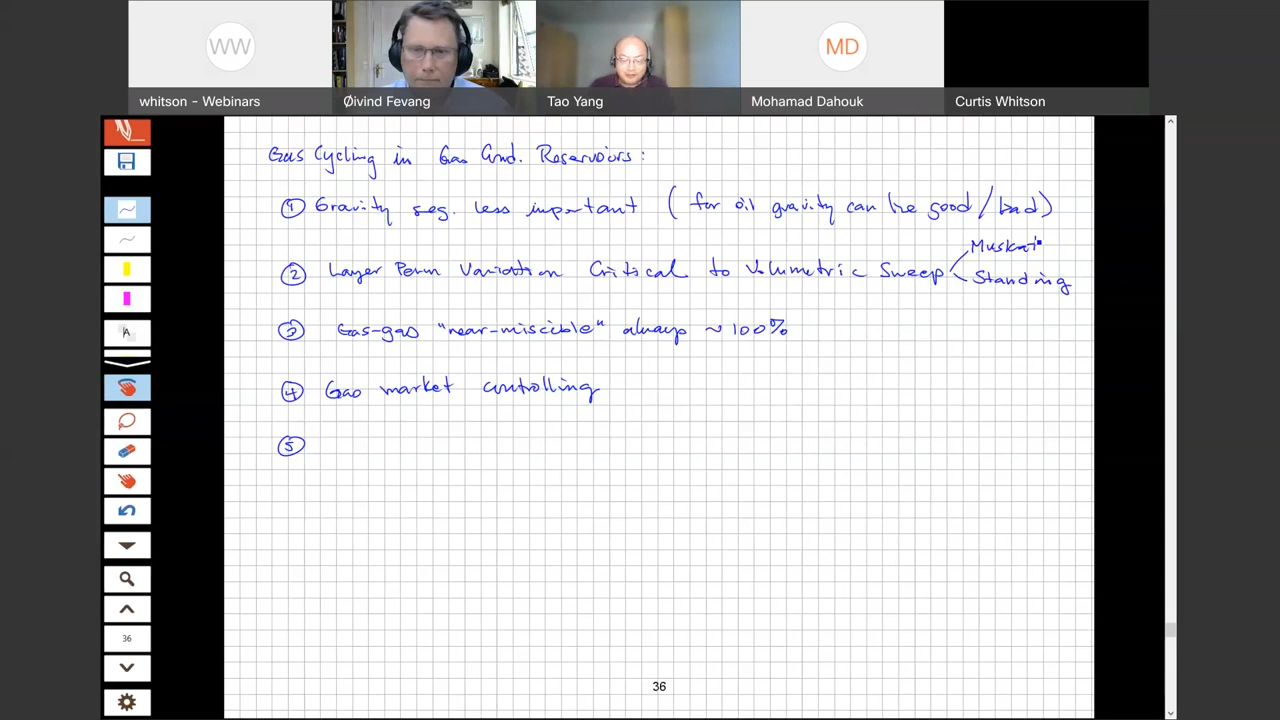 WW
MD
whitson - Webinars
Øivind Fevang
Tao Yang
Mohamad Dahouk
Curtis Whitson
Gas Cycling in Gas Cond. Reservoirs:
① Gravity seg. less important (for oil gravity can be good/bad)
Muskat
② Layer Perm Variation Critical to Volumetric Sweep
Standing
③ Gas-gas "near-miscible" always ~ 100%
④ Gas market controlling
⑤
A
36
36